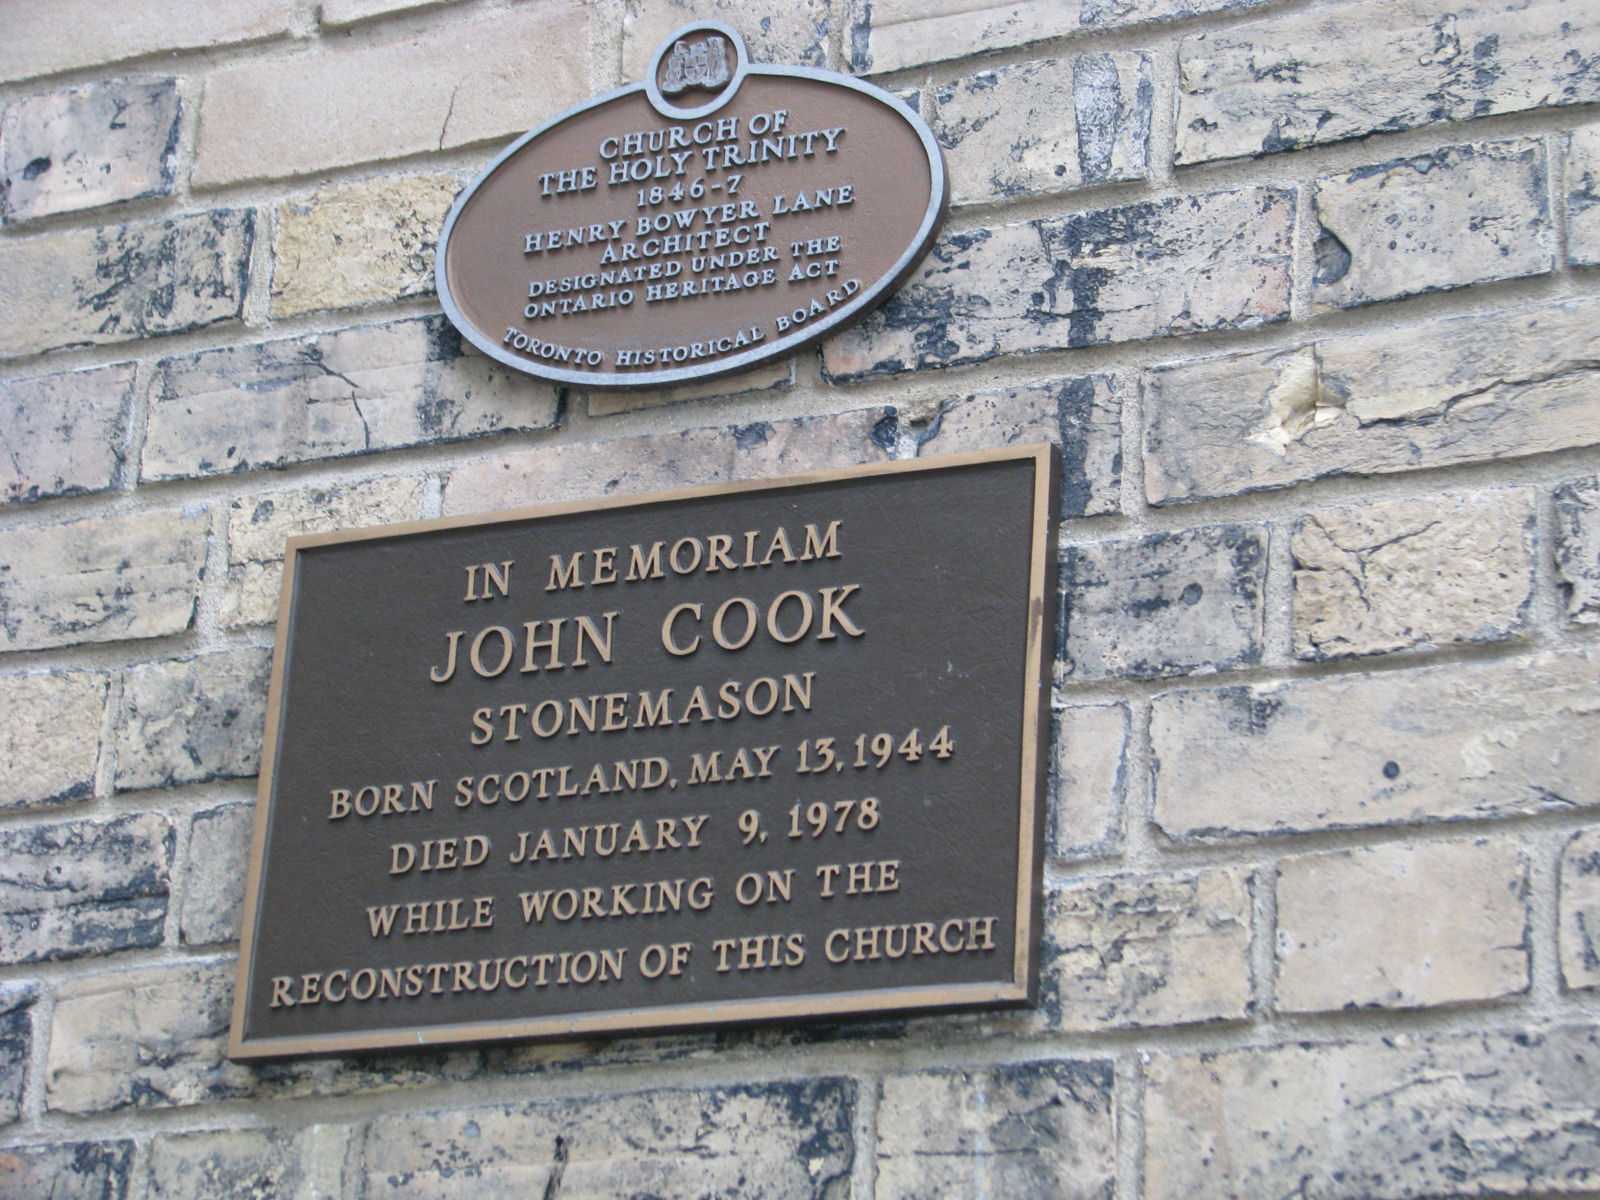 CHURCH OF
THE HOLY TRINITY
1846-7
HENRY BOWYER LANE
ARCHITECT
DESIGNATED UNDER THE
ONTARIO HERITAGE ACT
TORONTO HISTORICAL BOARD
IN MEMORIAM
JOHN COOK
STONEMASON
BORN SCOTLAND, MAY 13, 1944
DIED JANUARY 9, 1978
WHILE WORKING ON THE
RECONSTRUCTION OF THIS CHURCH